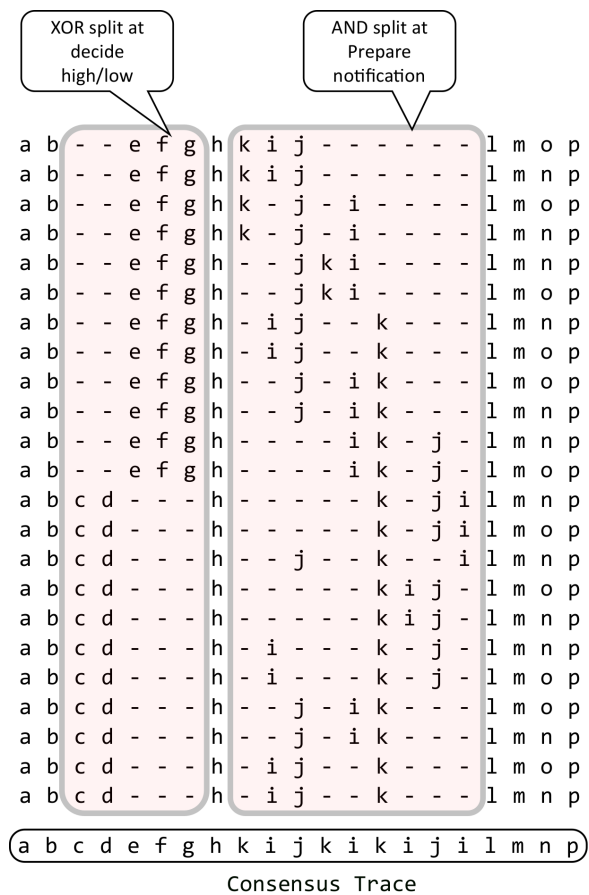 XOR split at
decide
high/low
AND split at
Prepare
notification
a b - - e f g h k i j - - - - - - l m o p
a b - - e f g h k i j - - - - - - l m n p
a b - - e f g h k - j - i - - - - l m o p
a b - - e f g h k - j - i - - - - l m n p
a b - - e f g h - - j k i - - - - l m n p
a b - - e f g h - - j k i - - - - l m o p
a b - - e f g h - i j - - k - - - l m n p
a b - - e f g h - i j - - k - - - l m o p
a b - - e f g h - - j - i k - - - l m o p
a b - - e f g h - - j - i k - - - l m n p
a b - - e f g h - - - - i k - j - l m n p
a b - - e f g h - - - - i k - j - l m o p
a b c d - - - h - - - - - k - j i l m n p
a b c d - - - h - - - - - k - j i l m o p
a b c d - - - h - - j - - k - - i l m n p
a b c d - - - h - - - - - k i j - l m o p
a b c d - - - h - - - - - k i j - l m n p
a b c d - - - h - i - - - k - j - l m n p
a b c d - - - h - i - - - k - j - l m o p
a b c d - - - h - - j - i k - - - l m o p
a b c d - - - h - - j - i k - - - l m n p
a b c d - - - h - i j - - k - - - l m o p
a b c d - - - h - i j - - k - - - l m n p
a b c d e f g h k i j k i k i j i l m n p
Consensus Trace